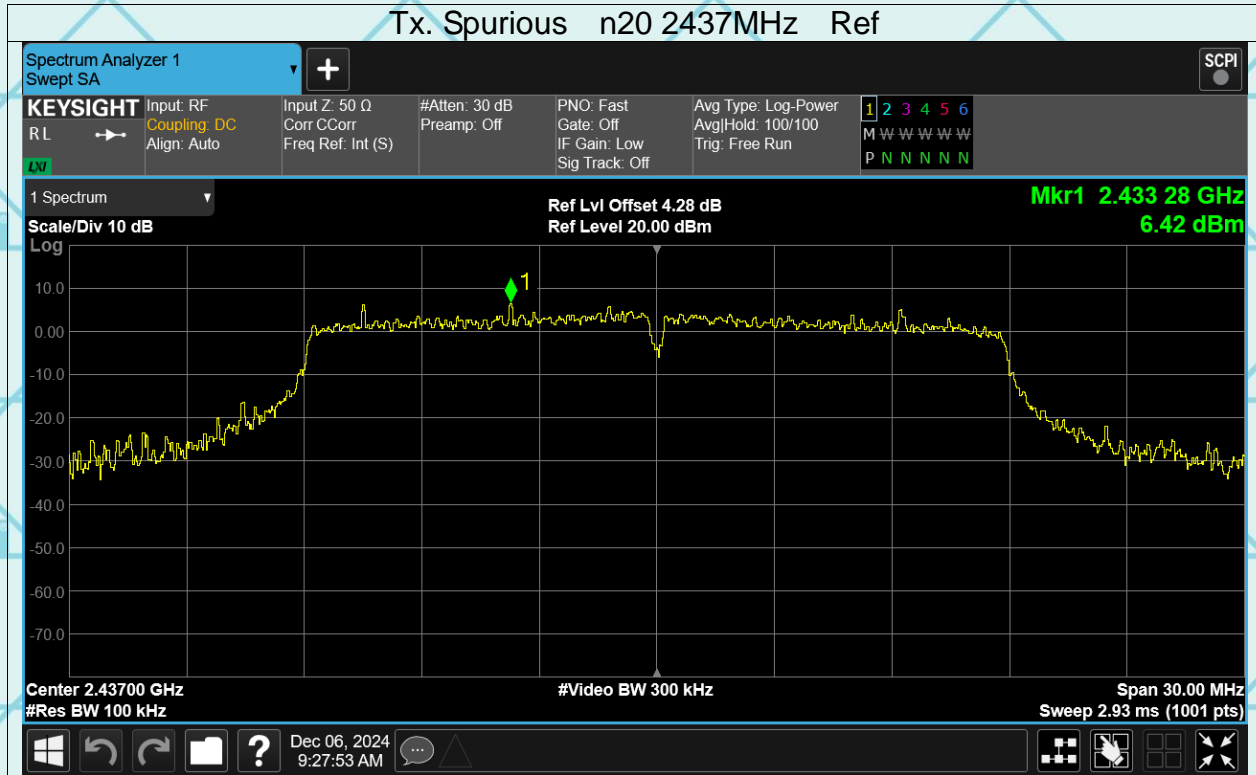 Tx. Spurious n20 2437MHz Ref
Spectrum Analyzer 1
Swept SA
SCPI
KEYSIGHT
RL
LXI
Input: RF
Coupling: DC
Align: Auto
Input Z: 50 Ω
Corr CCorr
Freq Ref: Int (S)
#Atten: 30 dB
Preamp: Off
PNO: Fast
Gate: Off
IF Gain: Low
Sig Track: Off
Avg Type: Log-Power
Avg|Hold: 100/100
Trig: Free Run
1 2 3 4 5 6
M W W W W W
P N N N N N
1 Spectrum
Scale/Div 10 dB
Ref Lvl Offset 4.28 dB
Ref Level 20.00 dBm
Mkr1 2.433 28 GHz
6.42 dBm
Log
1
10.0
0.00
-10.0
-20.0
-30.0
-40.0
-50.0
-60.0
-70.0
Center 2.43700 GHz
#Video BW 300 kHz
Span 30.00 MHz
#Res BW 100 kHz
Sweep 2.93 ms (1001 pts)
?
Dec 06, 2024
9:27:53 AM